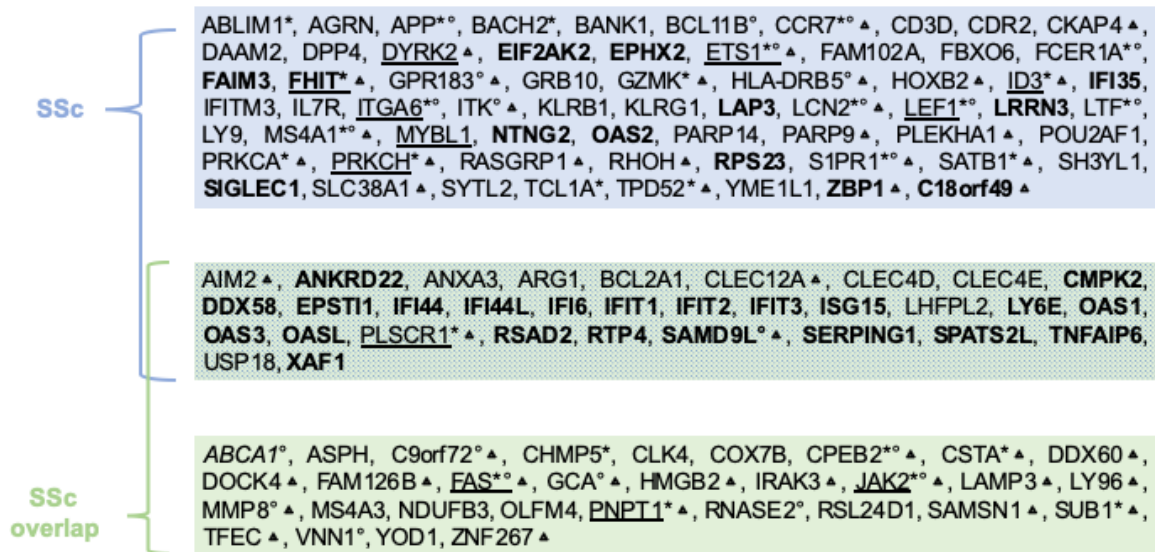 ABLIM1*, AGRN, APP*°, BACH2*, BANK1, BCL11B°, CCR7*°▲, CD3D, CDR2, CKAP4▲,
DAAM2, DPP4, DYRK2▲, EIF2AK2, EPHX2, ETS1*°▲, FAM102A, FBXO6, FCER1A*°,
FAIM3, FHIT*▲, GPR183°▲, GRB10, GZMK*▲, HLA-DRB5°▲, HOXB2▲, ID3*▲, IFI35,
SSc
IFITM3, IL7R, ITGA6*°, ITK°▲, KLRB1, KLRG1, LAP3, LCN2*°▲, LEF1*°, LRRN3, LTF*°,
LY9, MS4A1*°▲, MYBL1, NTNG2, OAS2, PARP14, PARP9▲, PLEKHA1▲, POU2AF1,
PRKCA*▲, PRKCH*▲, RASGRP1▲, RHOH▲, RPS23, S1PR1*°▲, SATB1*▲, SH3YL1,
SIGLEC1, SLC38A1▲, SYTL2, TCL1A*, TPD52*▲, YME1L1, ZBP1▲, C18orf49▲
AIM2▲, ANKRD22, ANXA3, ARG1, BCL2A1, CLEC12A▲, CLEC4D, CLEC4E, CMPK2,
DDX58, EPSTI1, IFI44, IFI44L, IFI6, IFIT1, IFIT2, IFIT3, ISG15, LHFPL2, LY6E, OAS1,
OAS3, OASL, PLSCR1*▲, RSAD2, RTP4, SAMD9L°▲, SERPING1, SPATS2L, TNFAIP6,
USP18, XAF1
ABCA1°, ASPH, C9orf72°▲, CHMP5*, CLK4, COX7B, CPEB2*°▲, CSTA*▲, DDX60▲,
DOCK4▲, FAM126B▲, FAS*°▲, GCA°▲, HMGB2▲, IRAK3▲, JAK2*°▲, LAMP3▲, LY96▲,
SSc
overlap
MMP8°▲, MS4A3, NDUFB3, OLFM4, PNPT1*▲, RNASE2°, RSL24D1, SAMSN1▲, SUB1*▲,
TFEC▲, VNN1°, YOD1, ZNF267▲